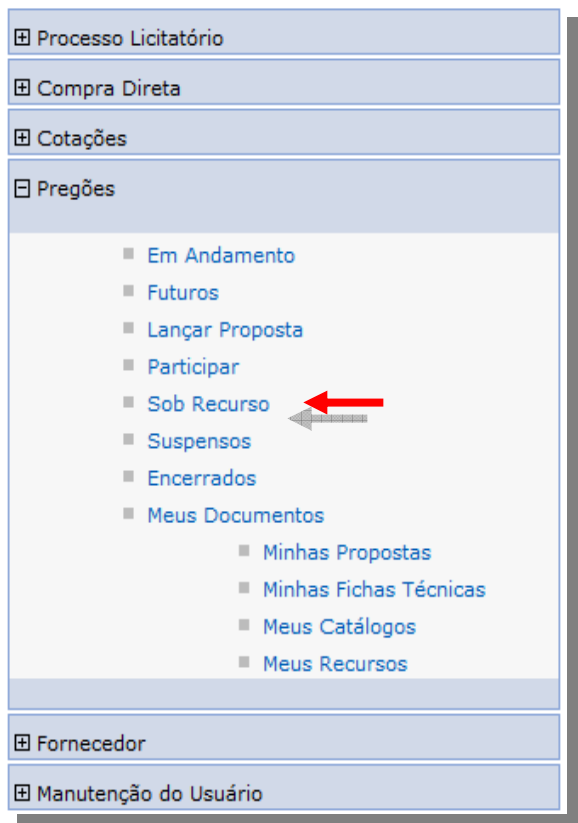 Processo Licitatório
Compra Direta
Cotações
Pregões
Em Andamento
Futuros
Lançar Proposta
Participar
Sob Recurso
Suspensos
Encerrados
Meus Documentos
Minhas Propostas
Minhas Fichas Técnicas
Meus Catálogos
Meus Recursos
Fornecedor
Manutenção do Usuário